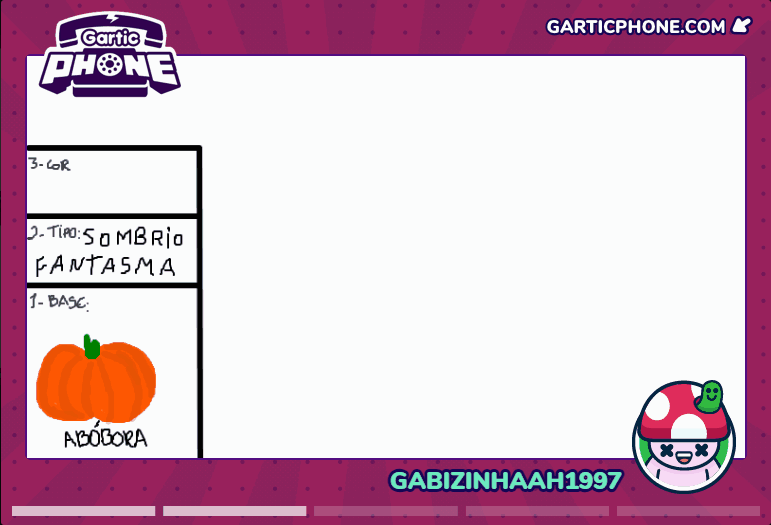 Gartic
PHONE
GARTICPHONE.COM
3-COR
2-TIPO: SOMBRIO
FANTASMA
1-BASE:
ABÓBORA
GABIZINHAAH1997